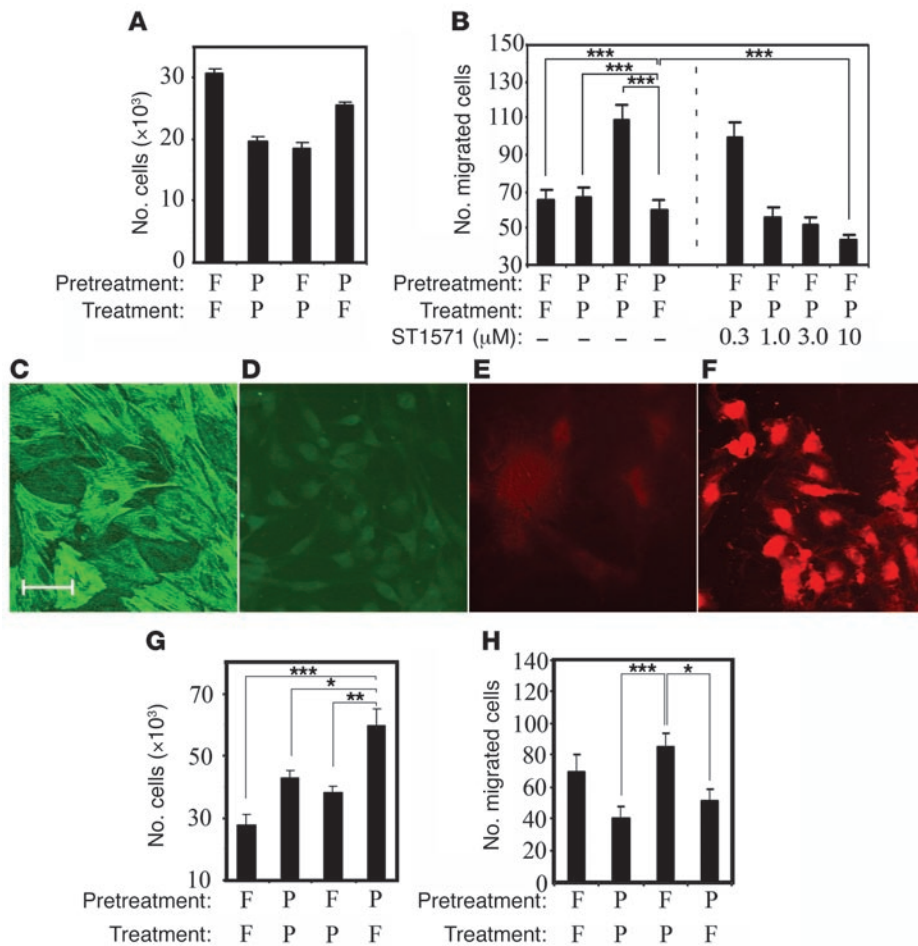 A
No. cells (×10³)
30
20
10
0
Pretreatment: F P F P
Treatment: F P P F
B
No. migrated cells
150
130
110
90
70
50
30
*** ***
***
***
Pretreatment: F P F P F F F F
Treatment: F P P F P P P P
ST1571 (μM): – – – – 0.3 1.0 3.0 10
C D E F
G
No. cells (×10³)
70
50
30
10
***
*
**
Pretreatment: F P F P
Treatment: F P P F
H
No. migrated cells
140
120
100
80
60
40
20
0
*** *
Pretreatment: F P F P
Treatment: F P P F